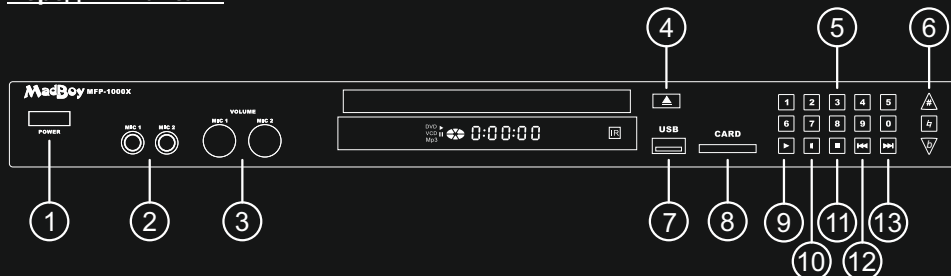 4 5 6
MadBoy MFP-1000X
POWER
MIC 1 MIC 2
VOLUME
MIC 1 MIC 2
DVD
VCD
Mp3
0:00:00
IR
USB
CARD
1 2 3 4 5
6 7 8 9 0
#
♮
b
1 2 3 7 8 9 10 11 12 13